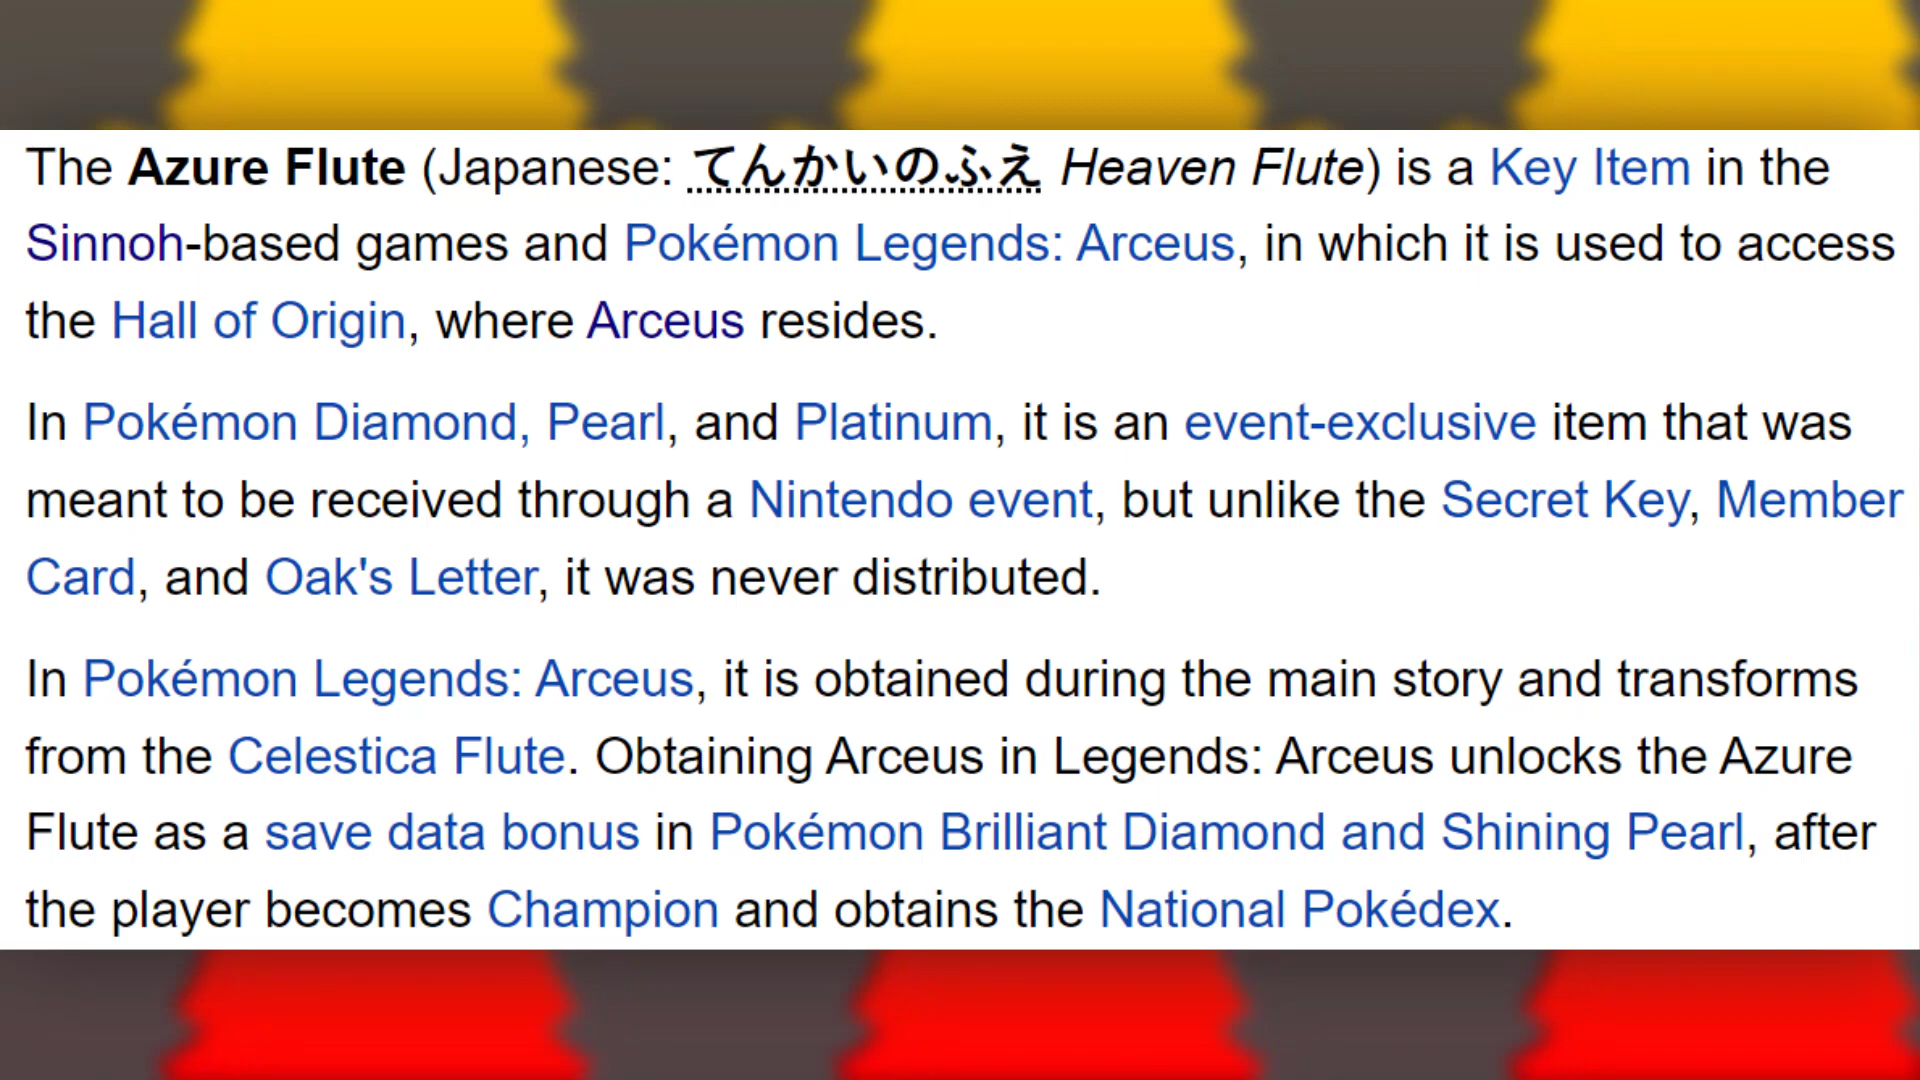 The Azure Flute (Japanese: てんかいのふえ Heaven Flute) is a Key Item in the
Sinnoh-based games and Pokémon Legends: Arceus, in which it is used to access
the Hall of Origin, where Arceus resides.
In Pokémon Diamond, Pearl, and Platinum, it is an event-exclusive item that was
meant to be received through a Nintendo event, but unlike the Secret Key, Member
Card, and Oak's Letter, it was never distributed.
In Pokémon Legends: Arceus, it is obtained during the main story and transforms
from the Celestica Flute. Obtaining Arceus in Legends: Arceus unlocks the Azure
Flute as a save data bonus in Pokémon Brilliant Diamond and Shining Pearl, after
the player becomes Champion and obtains the National Pokédex.